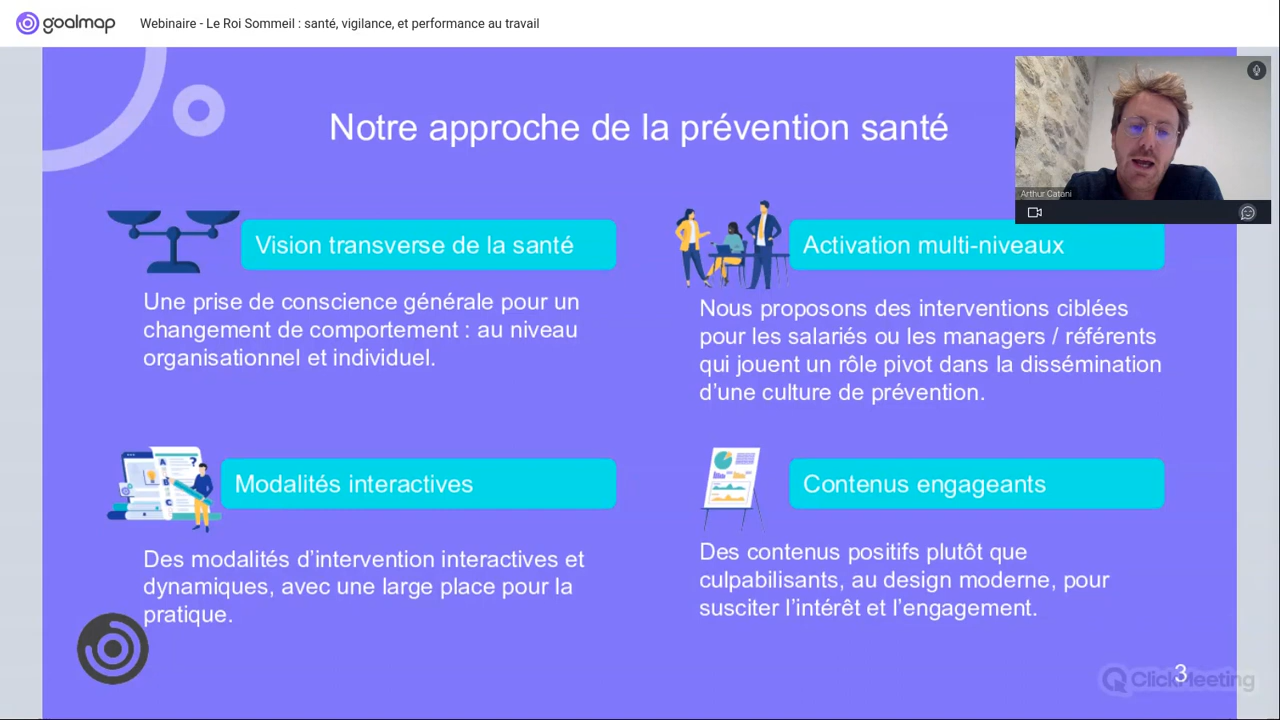 goalmap
Webinaire - Le Roi Sommeil : santé, vigilance, et performance au travail
Notre approche de la prévention santé
Arthur Catani
Vision transverse de la santé
Une prise de conscience générale pour un
changement de comportement : au niveau
organisationnel et individuel.
Activation multi-niveaux
Nous proposons des interventions ciblées
pour les salariés ou les managers / référents
qui jouent un rôle pivot dans la dissémination
d’une culture de prévention.
Modalités interactives
Des modalités d’intervention interactives et
dynamiques, avec une large place pour la
pratique.
Contenus engageants
Des contenus positifs plutôt que
culpabilisants, au design moderne, pour
susciter l’intérêt et l’engagement.
3
ClickMeeting